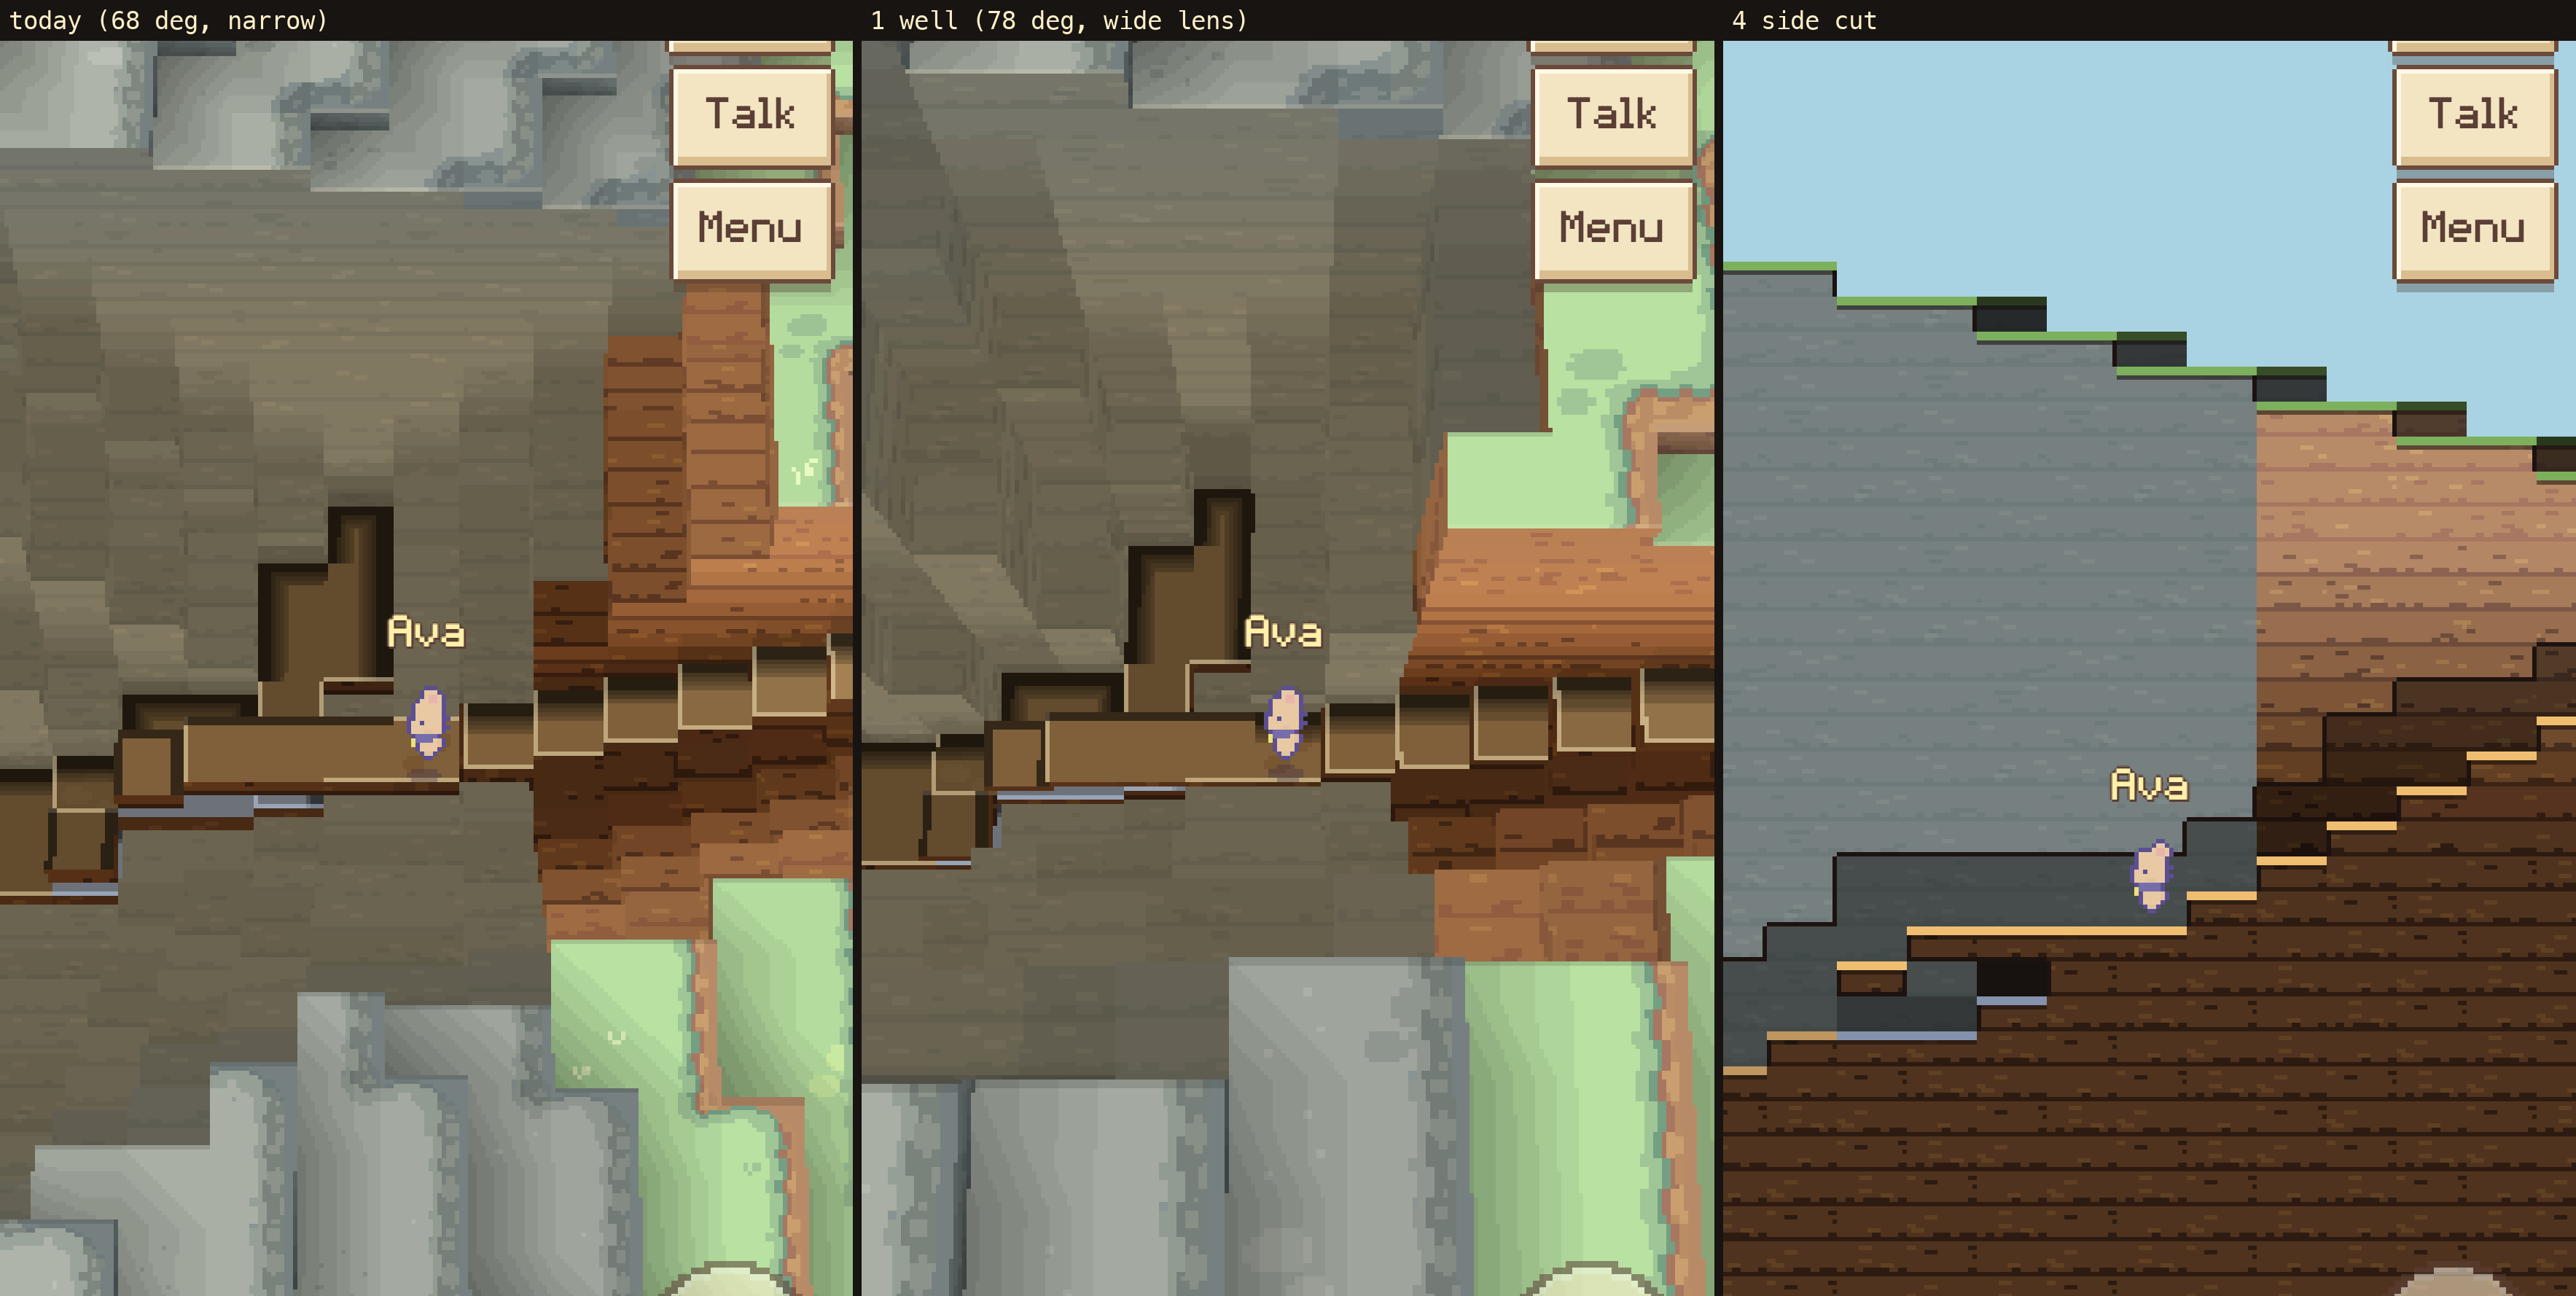 today (68 deg, narrow)
Talk
Menu
Ava
1 well (78 deg, wide lens)
Talk
Menu
Ava
4 side cut
Talk
Menu
Ava